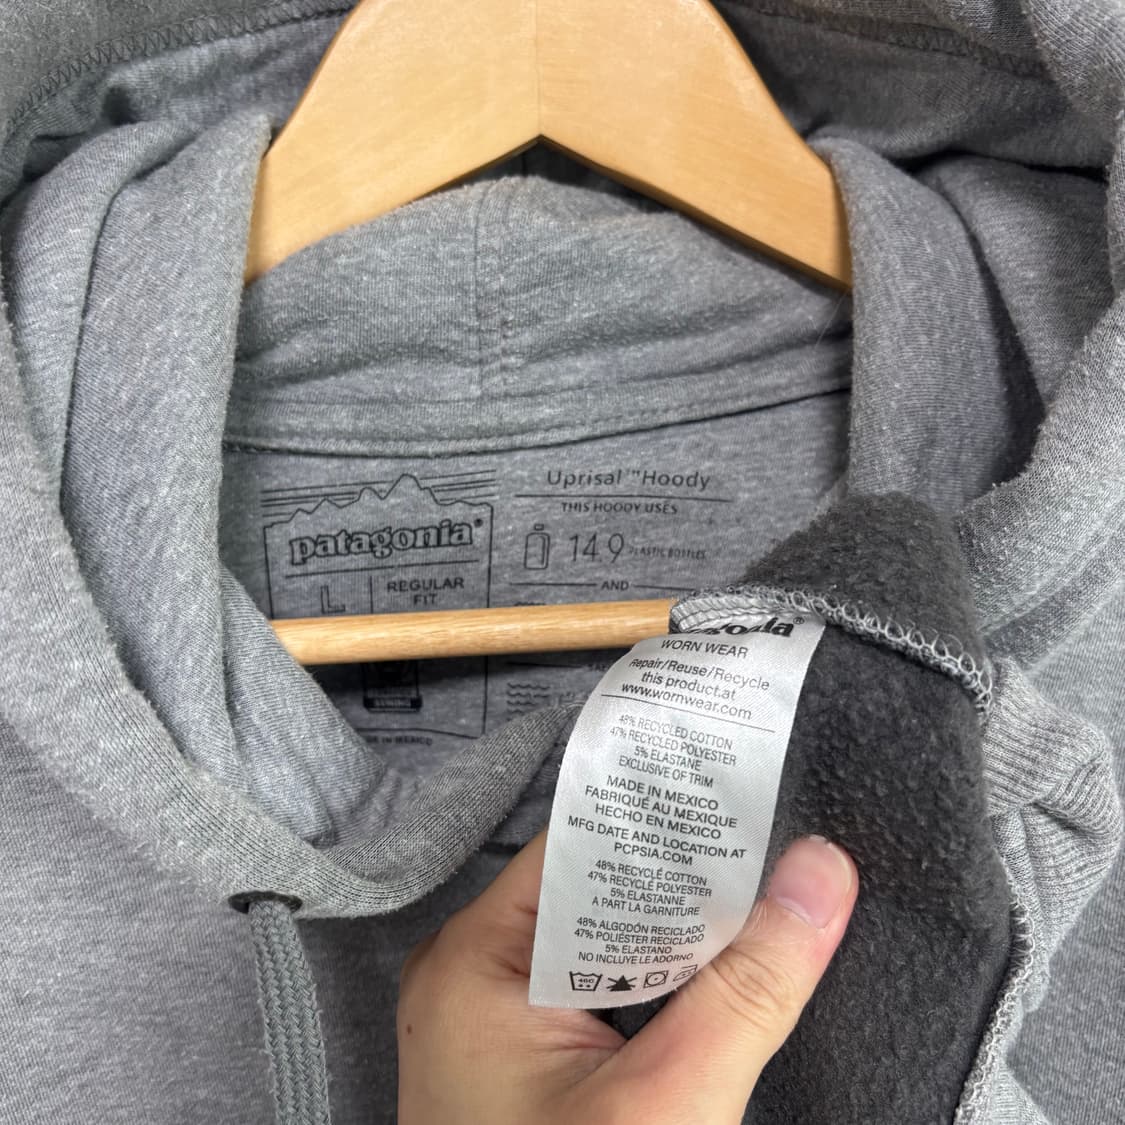 patagonia®
L
REGULAR
FIT
Uprisal™Hoody
THIS HOODY USES
14.9 PLASTIC BOTTLES
AND
IN MEXICO
WORN WEAR
Repair/Reuse/Recycle
this product at
www.wornwear.com
48% RECYCLED COTTON
47% RECYCLED POLYESTER
5% ELASTANE
EXCLUSIVE OF TRIM
MADE IN MEXICO
FABRIQUÉ AU MEXIQUE
HECHO EN MEXICO
MFG DATE AND LOCATION AT
PCPSIA.COM
48% RECYCLÉ COTTON
47% RECYCLÉ POLYESTER
5% ELASTANNE
A PART LA GARNITURE
48% ALGODÓN RECICLADO
47% POLIÉSTER RECICLADO
5% ELASTANO
NO INCLUYE LE ADORNO